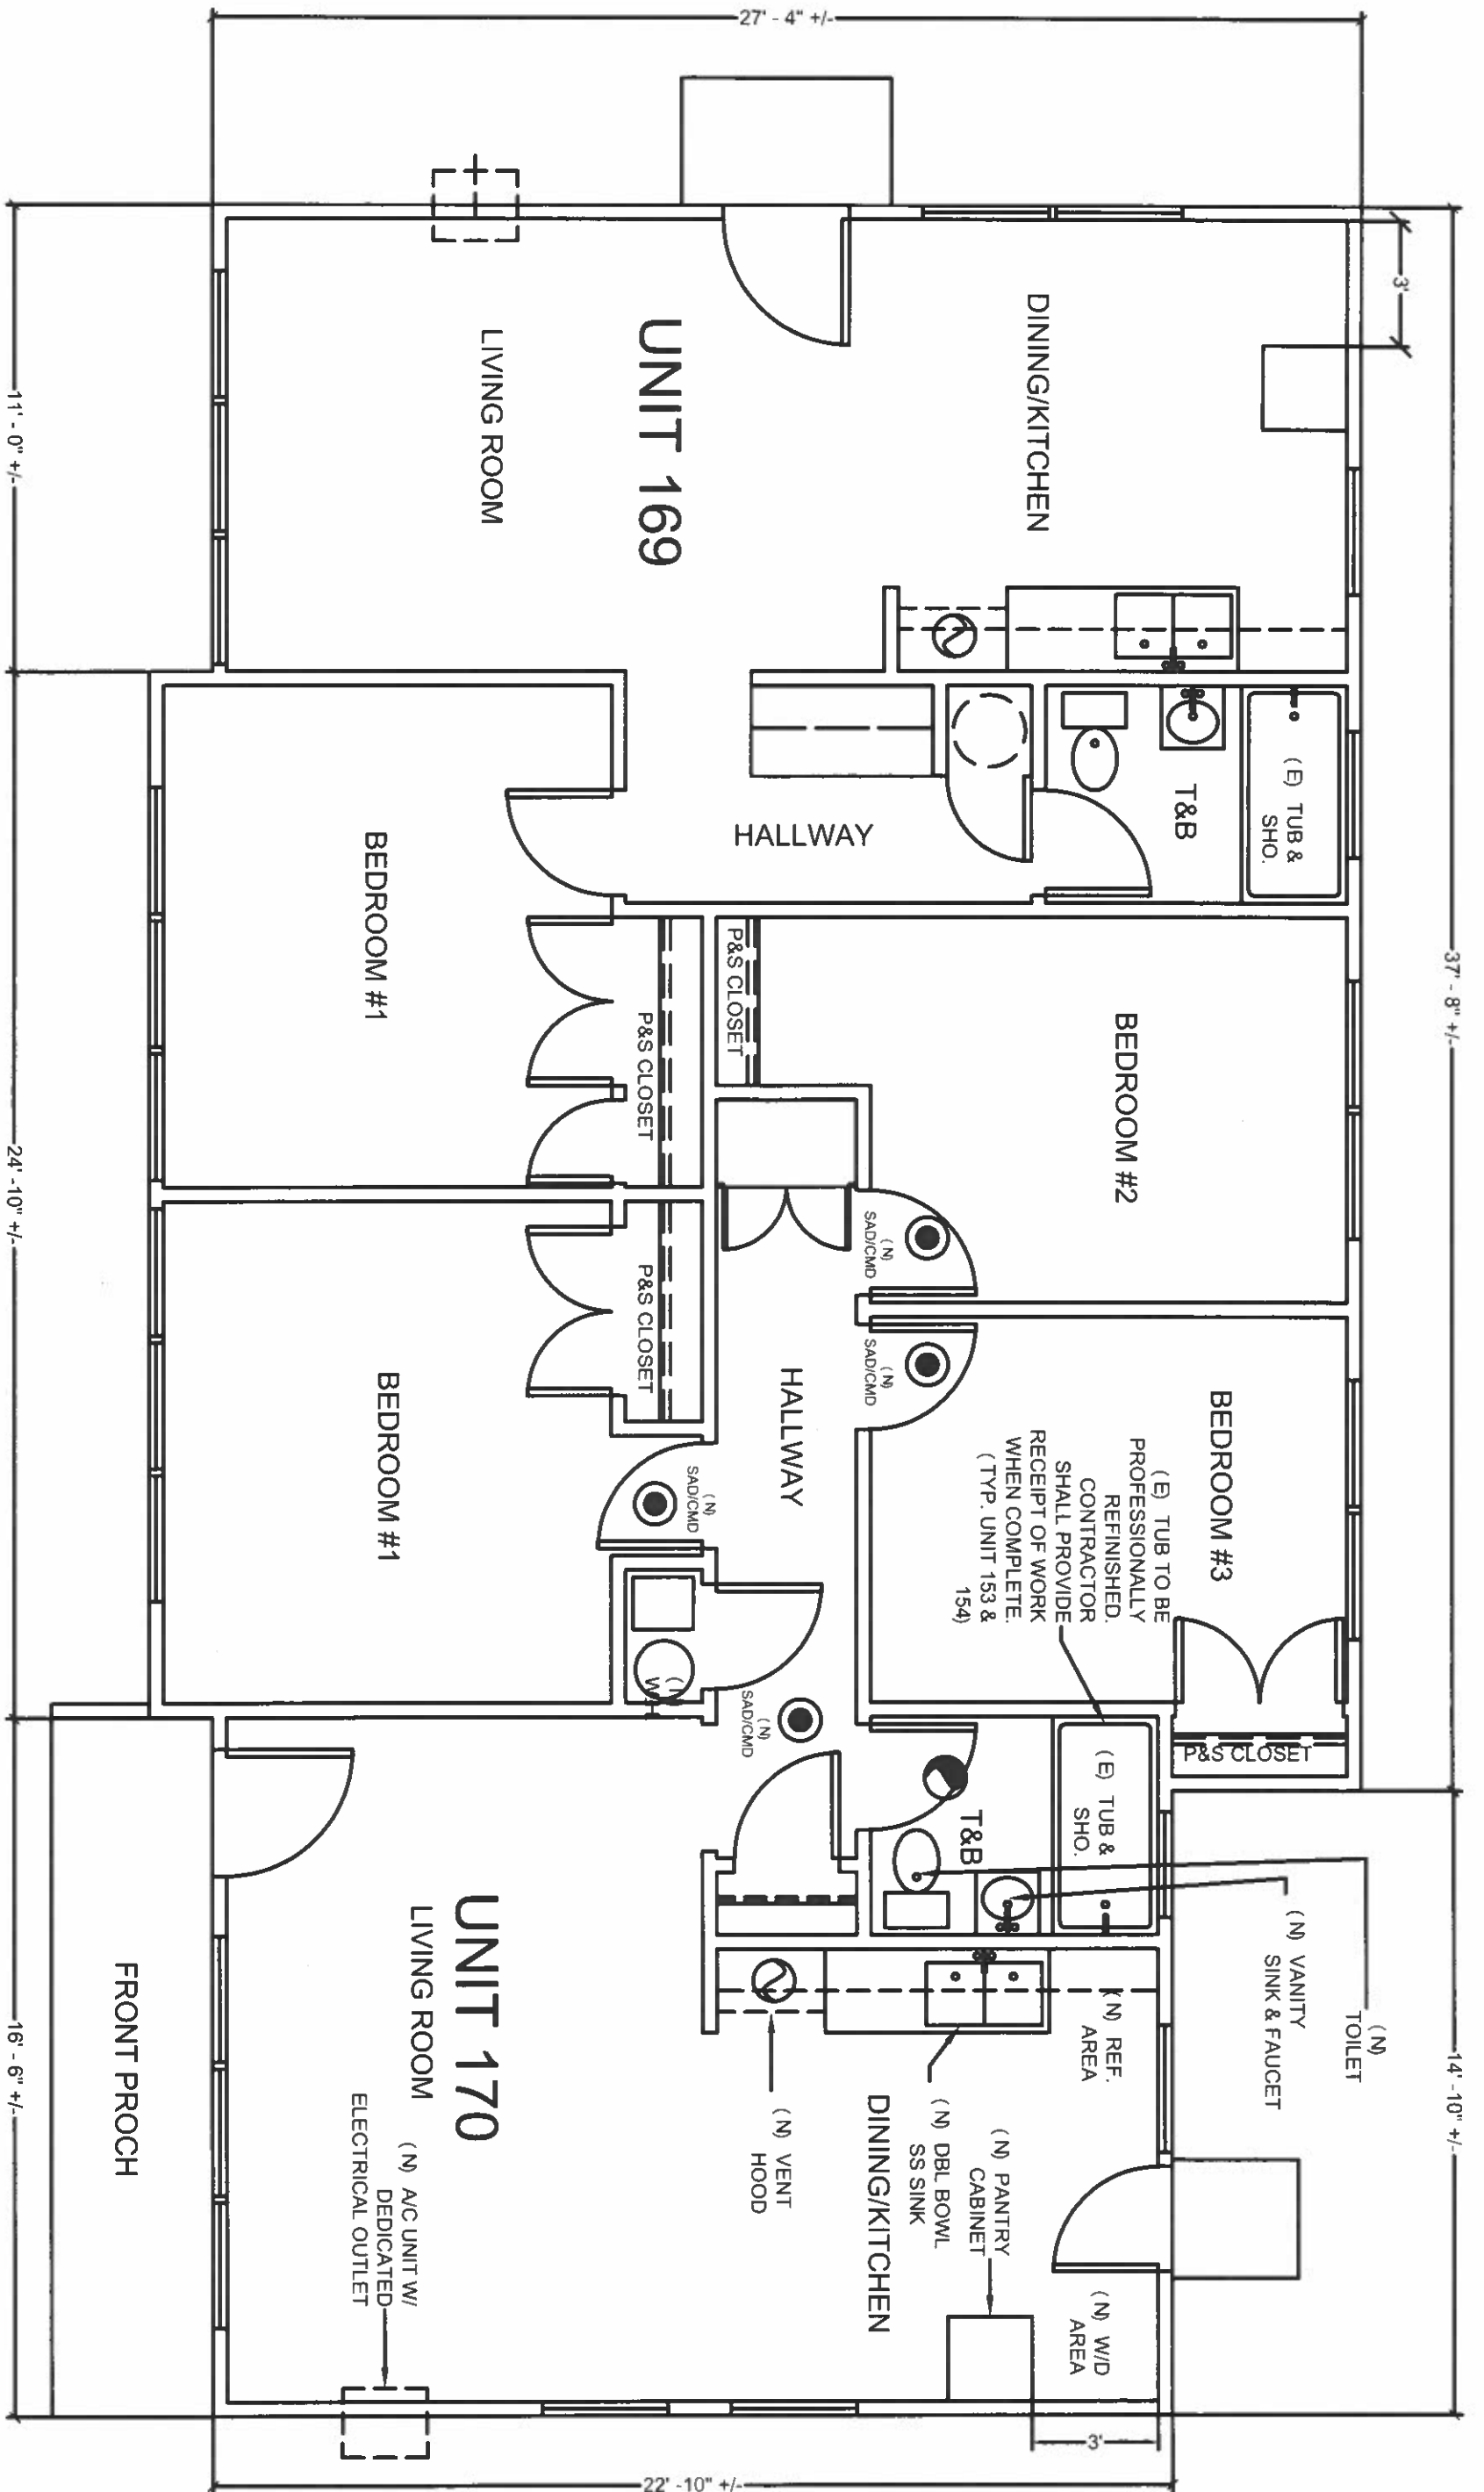 27' - 4" +/-
37' - 8" +/-
14' - 10" +/-
3'
DINING/KITCHEN
UNIT 169
LIVING ROOM
11' - 0" +/-
(E) TUB &
SHO.
T&B
HALLWAY
BEDROOM #1
P&S CLOSET
P&S CLOSET
BEDROOM #2
24' -10" +/-
(N)
SAD/CMD
(N)
SAD/CMD
BEDROOM #3
(E) TUB TO BE
PROFESSIONALLY
REFINISHED.
CONTRACTOR
SHALL PROVIDE
RECEIPT OF WORK
WHEN COMPLETE.
(TYP. UNIT 153 &
154)
P&S CLOSET
HALLWAY
P&S CLOSET
BEDROOM #1
(N)
SAD/CMD
(N)
SAD/CMD
(E) TUB &
SHO.
T&B
(N)
TOILET
(N) VANITY
SINK & FAUCET
(N) REF.
AREA
(N) DBL BOWL
SS SINK
(N) PANTRY
CABINET
(N) W/D
AREA
DINING/KITCHEN
(N) VENT
HOOD
UNIT 170
LIVING ROOM
(N) A/C UNIT W/
DEDICATED
ELECTRICAL OUTLET
FRONT PROCH
16' - 6" +/-
3'
22' -10" +/-